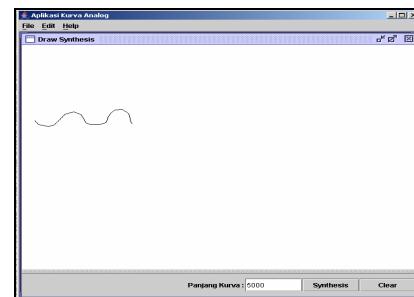 Aplikasi Kurva Analog
File Edit Help
Draw Synthesis
Panjang Kurva : 5000 Synthesis Clear